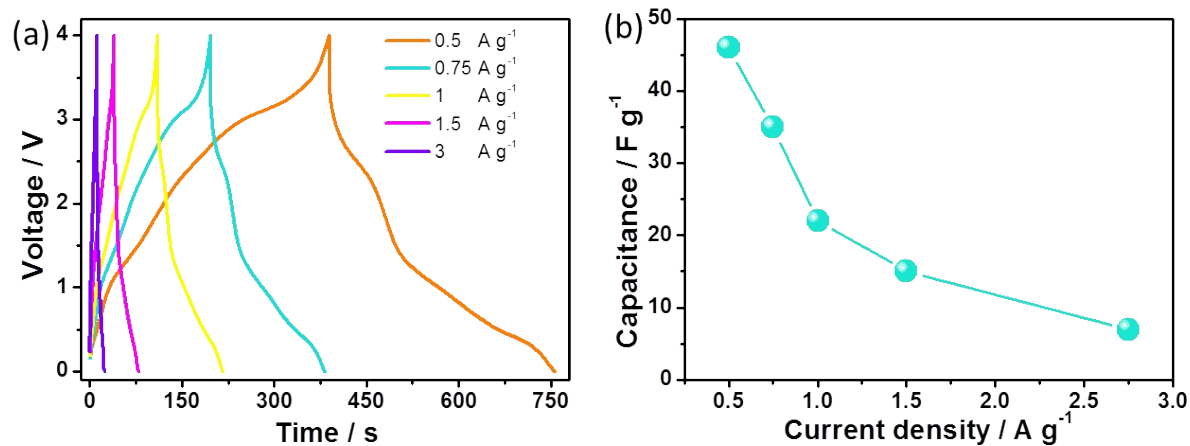 (a)
4
3
2
1
0
Voltage / V
0.5 A g-1
0.75 A g-1
1 A g-1
1.5 A g-1
3 A g-1
0 150 300 450 600 750
Time / s
(b)
50
40
30
20
10
0
Capacitance / F g-1
0.5 1.0 1.5 2.0 2.5 3.0
Current density / A g-1